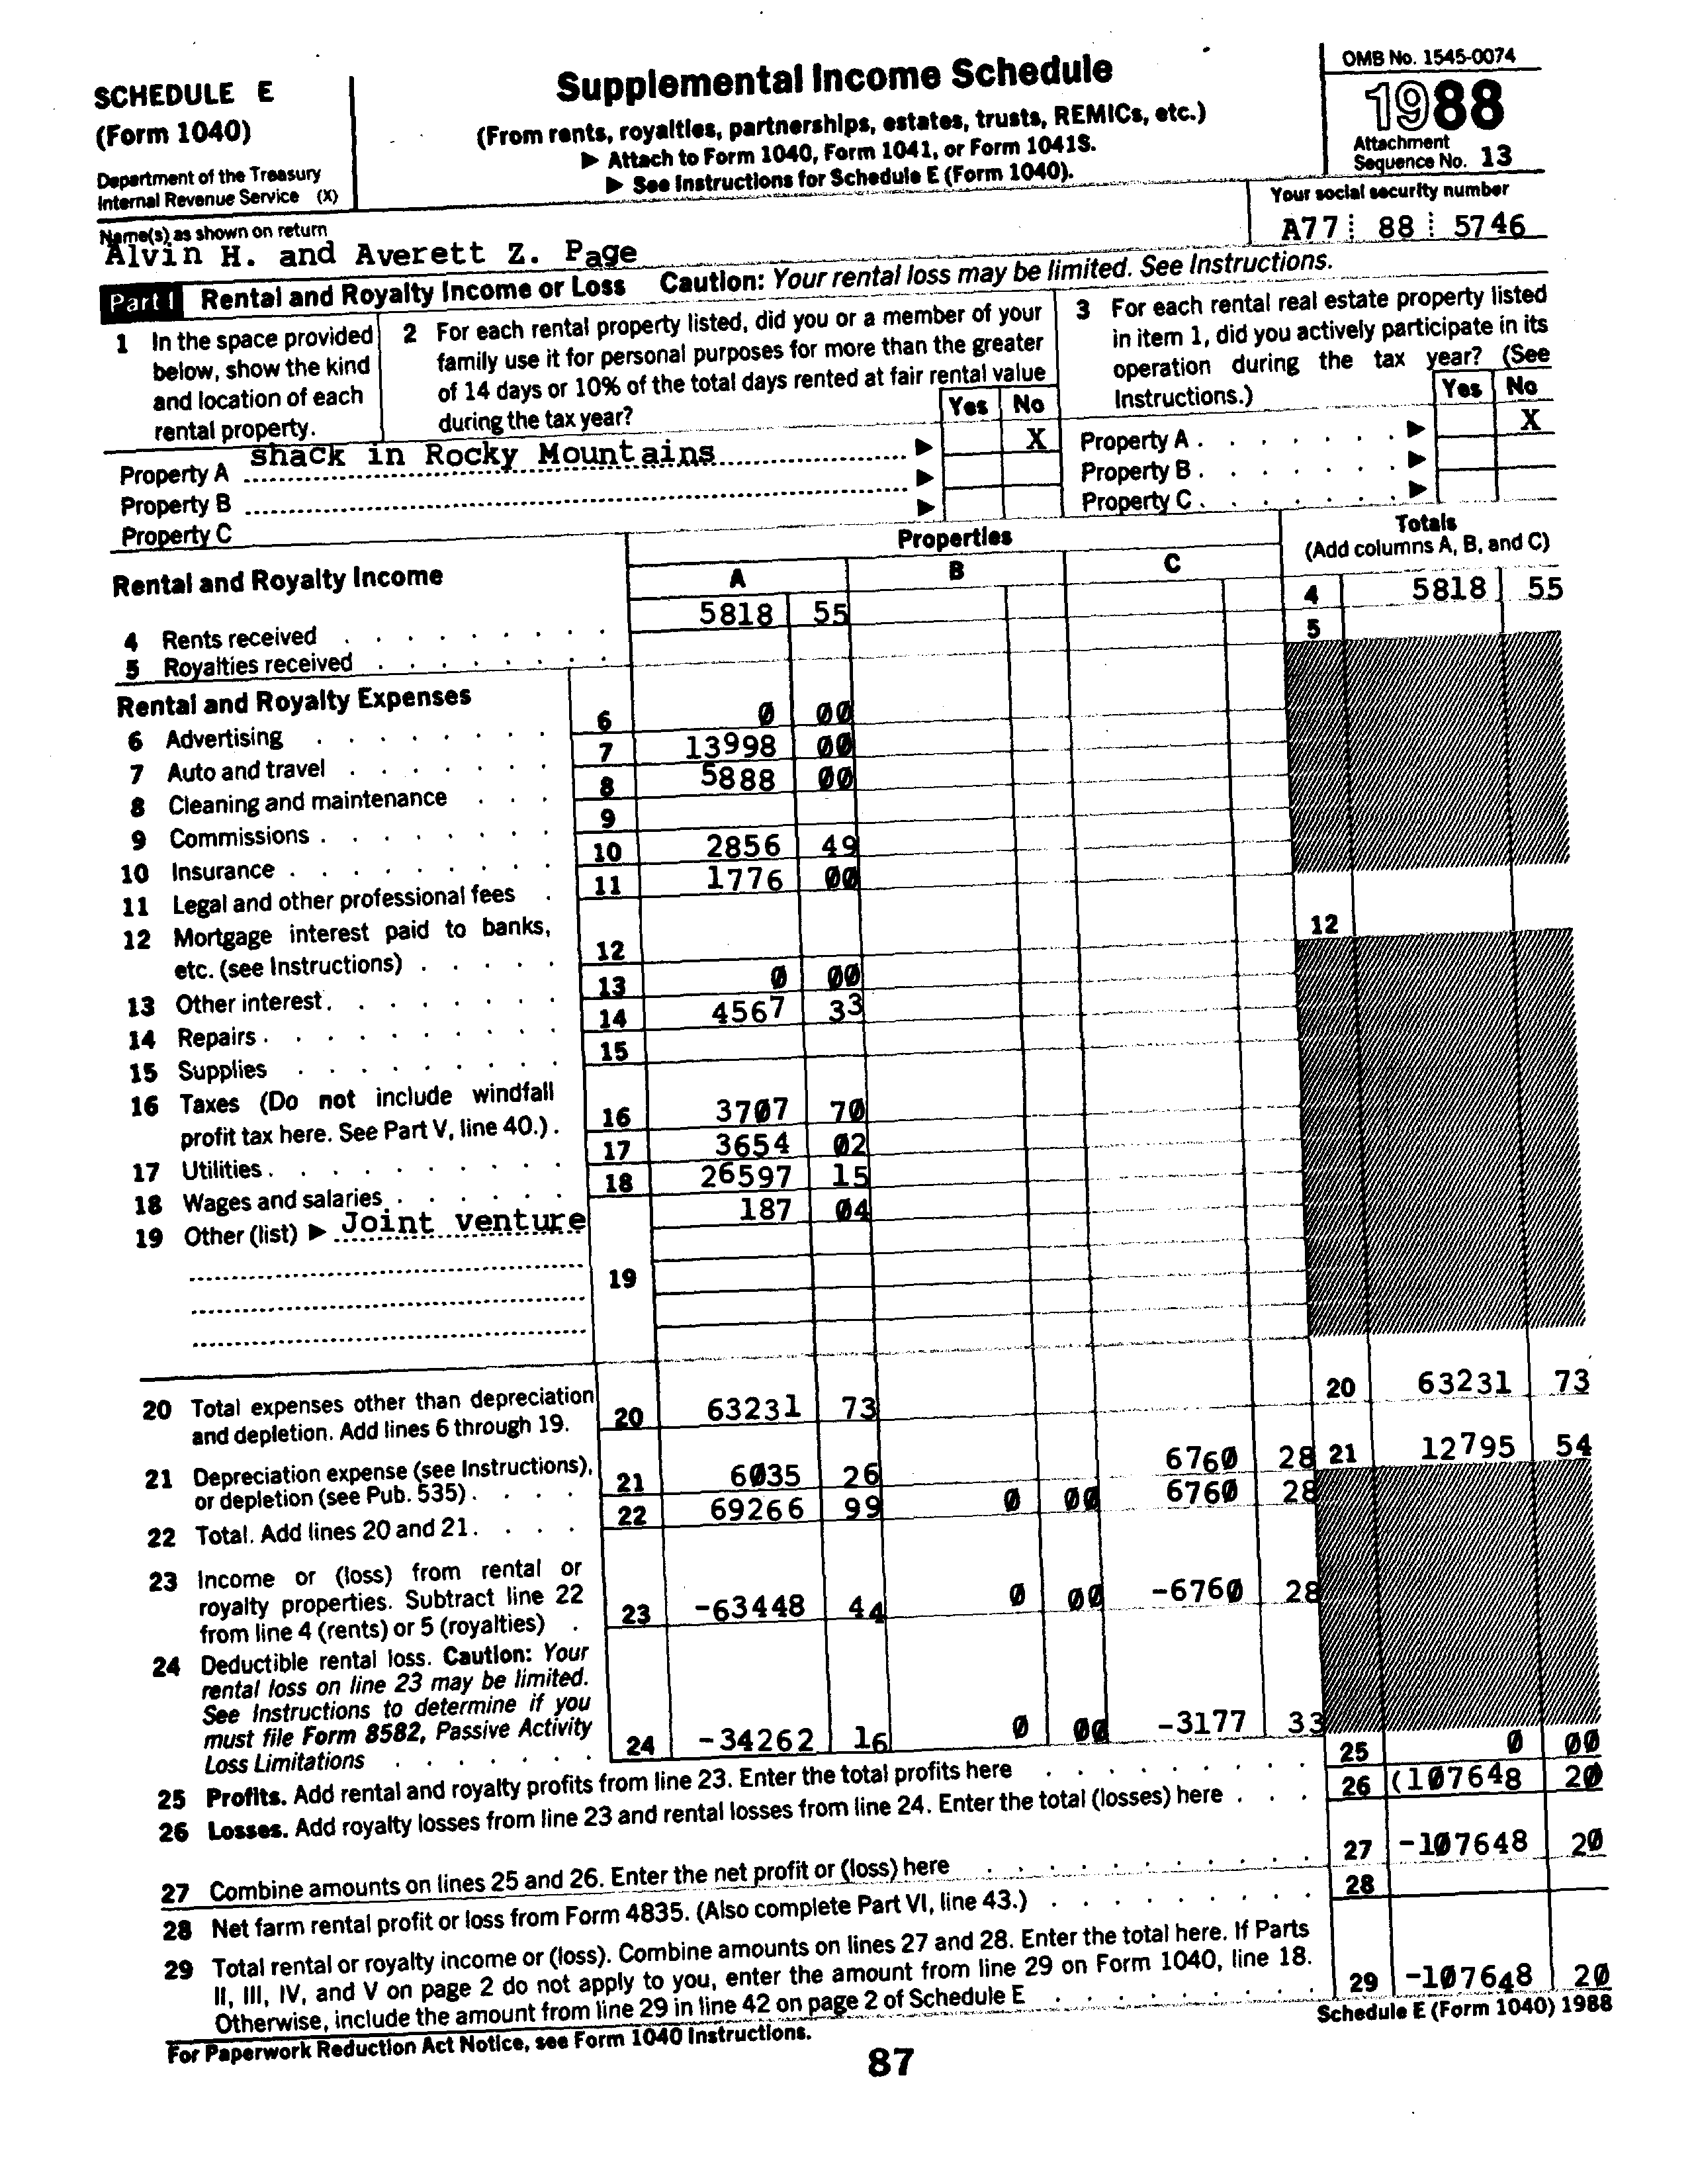 SCHEDULE E
(Form 1040)
Department of the Treasury
Internal Revenue Service (X)
Supplemental Income Schedule
(From rents, royalties, partnerships, estates, trusts, REMICs, etc.)
▶ Attach to Form 1040, Form 1041, or Form 1041S.
▶ See Instructions for Schedule E (Form 1040).
OMB No. 1545-0074
1988
Attachment
Sequence No. 13
Name(s) as shown on return
Alvin H. and Averett Z. Page
Your social security number
A77 88 5746
Part I Rental and Royalty Income or Loss Caution: Your rental loss may be limited. See Instructions.
1 In the space provided
below, show the kind
and location of each
rental property.
2 For each rental property listed, did you or a member of your
family use it for personal purposes for more than the greater
of 14 days or 10% of the total days rented at fair rental value
during the tax year?
Yes No
3 For each rental real estate property listed
in item 1, did you actively participate in its
operation during the tax year? (See
Instructions.)
Yes No
Property A shack in Rocky Mountains ▶ X Property A . . . . . . . ▶ X
Property B ▶ Property B . . . . . . . ▶
Property C ▶ Property C . . . . . . . ▶
Rental and Royalty Income
Properties
A B C
Totals
(Add columns A, B, and C)
4 Rents received 5818 55 4 5818 55
5 Royalties received 5
Rental and Royalty Expenses
6 Advertising 6 0 00
7 Auto and travel 7 13998 00
8 Cleaning and maintenance 8 5888 00
9 Commissions 9
10 Insurance 10 2856 49
11 Legal and other professional fees 11 1776 00
12 Mortgage interest paid to banks,
etc. (see Instructions) 12 12
13 Other interest 13 0 00
14 Repairs 14 4567 33
15 Supplies 15
16 Taxes (Do not include windfall
profit tax here. See Part V, line 40.) 16 3707 70
17 Utilities 17 3654 02
18 Wages and salaries 18 26597 15
19 Other (list) ▶ Joint venture 187 04
19
20 Total expenses other than depreciation
and depletion. Add lines 6 through 19. 20 63231 73 20 63231 73
21 Depreciation expense (see Instructions),
or depletion (see Pub. 535) 21 6035 26 6760 28 21 12795 54
22 Total. Add lines 20 and 21 22 69266 99 0 00 6760 28
23 Income or (loss) from rental or
royalty properties. Subtract line 22
from line 4 (rents) or 5 (royalties) 23 -63448 44 0 00 -6760 28
24 Deductible rental loss. Caution: Your
rental loss on line 23 may be limited.
See Instructions to determine if you
must file Form 8582, Passive Activity
Loss Limitations 24 -34262 16 0 00 -3177 33
25 Profits. Add rental and royalty profits from line 23. Enter the total profits here 25 0 00
26 Losses. Add royalty losses from line 23 and rental losses from line 24. Enter the total (losses) here 26 (107648 20
27 Combine amounts on lines 25 and 26. Enter the net profit or (loss) here 27 -107648 20
28 Net farm rental profit or loss from Form 4835. (Also complete Part VI, line 43.) 28
29 Total rental or royalty income or (loss). Combine amounts on lines 27 and 28. Enter the total here. If Parts
II, III, IV, and V on page 2 do not apply to you, enter the amount from line 29 on Form 1040, line 18.
Otherwise, include the amount from line 29 in line 42 on page 2 of Schedule E 29 -107648 20
For Paperwork Reduction Act Notice, see Form 1040 Instructions.
Schedule E (Form 1040) 1988
87